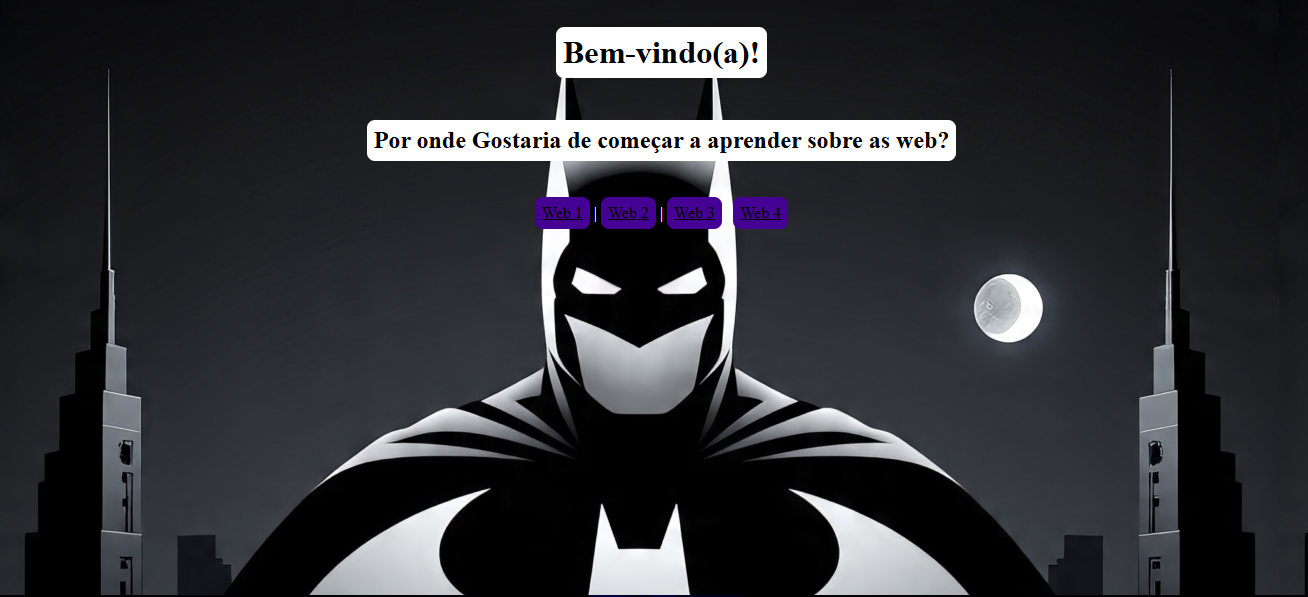 Bem-vindo(a)!
Por onde Gostaria de começar a aprender sobre as web?
Web 1 | Web 2 | Web 3 Web 4